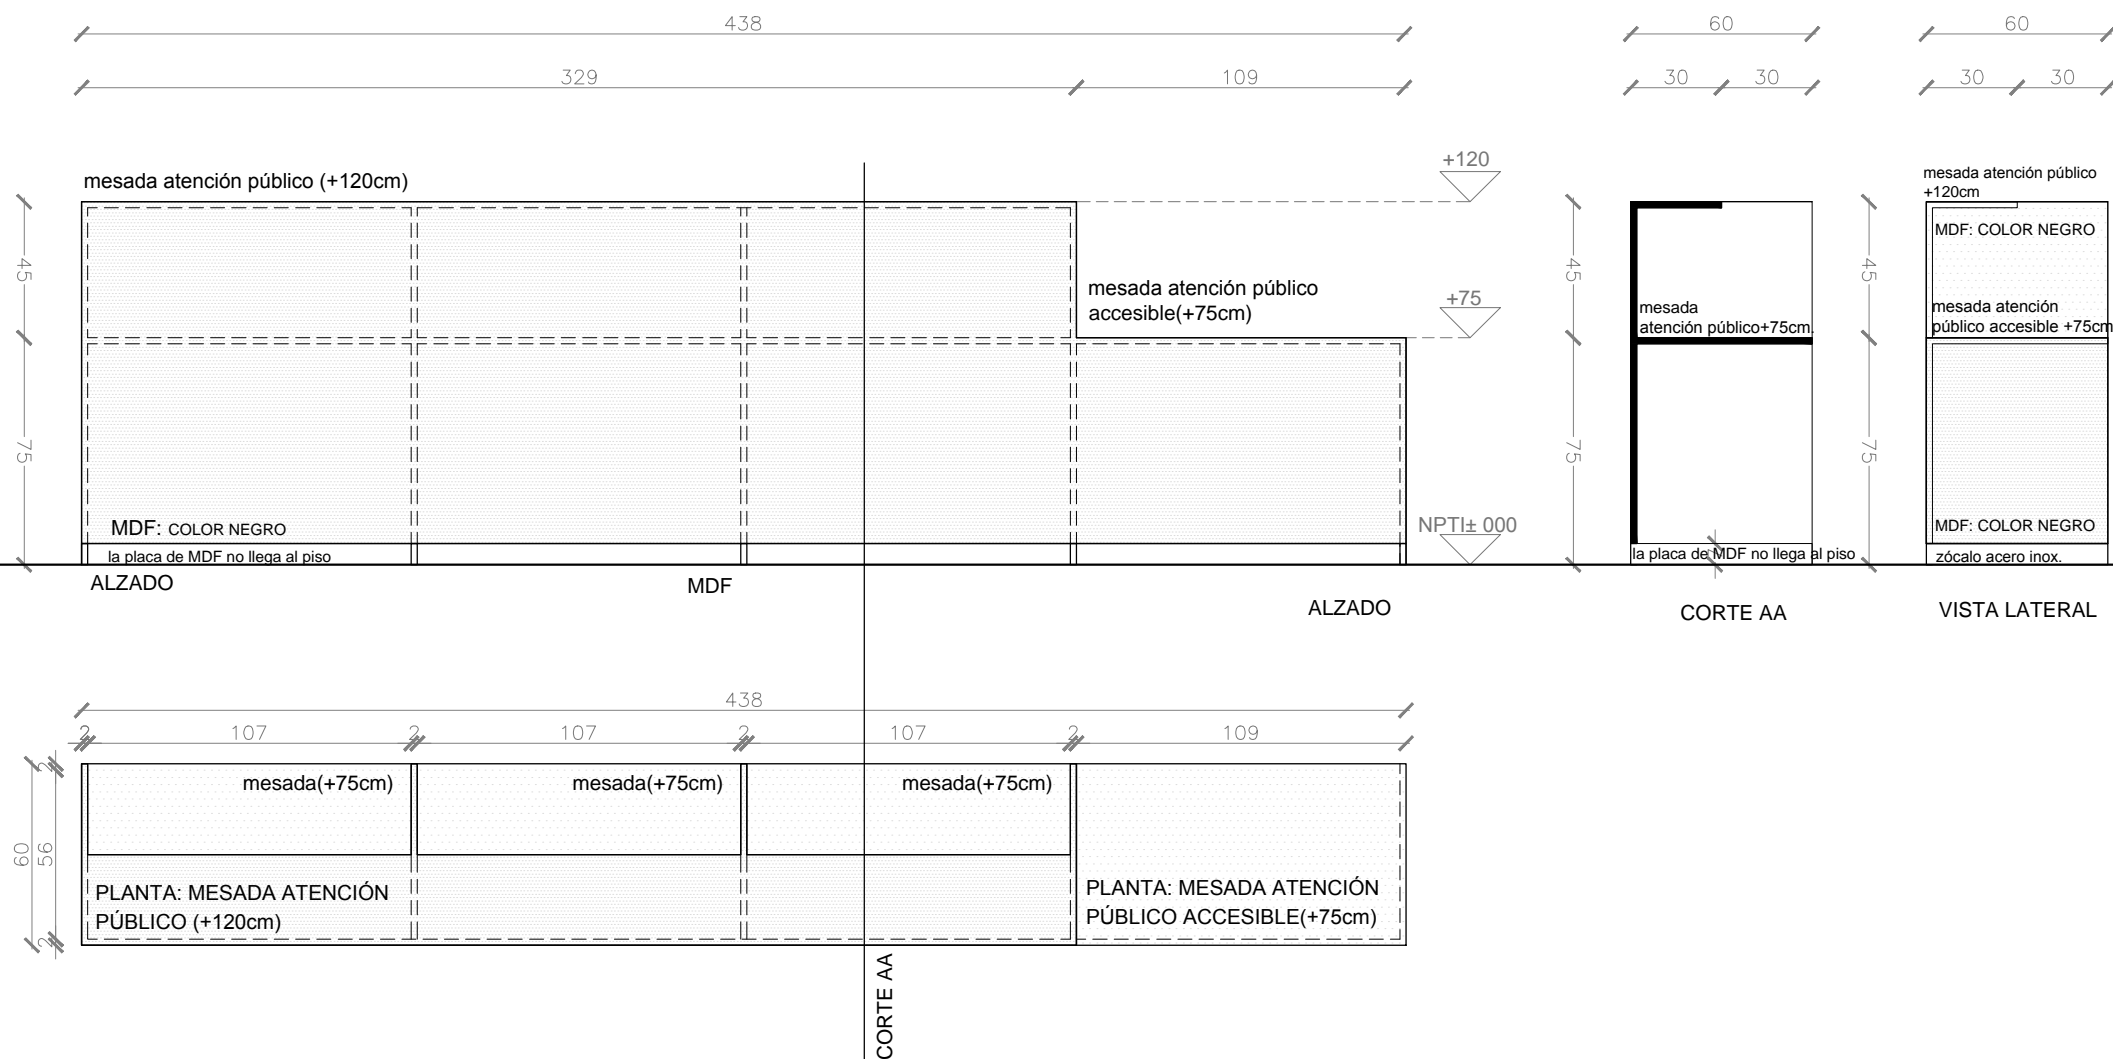 438
60
60
329
109
30
30
30
30
+120
mesada atención público (+120cm)
mesada atención público
+120cm
MDF: COLOR NEGRO
45
45
45
mesada atención público
accesible(+75cm)
+75
mesada
atención público+75cm.
mesada atención
público accesible +75cm
75
75
75
MDF: COLOR NEGRO
NPTI± 000
MDF: COLOR NEGRO
la placa de MDF no llega al piso
la placa de MDF no llega al piso
zócalo acero inox.
ALZADO
MDF
ALZADO
CORTE AA
VISTA LATERAL
438
2
107
2
107
2
107
2
109
2
mesada(+75cm)
mesada(+75cm)
mesada(+75cm)
60
56
PLANTA: MESADA ATENCIÓN
PÚBLICO (+120cm)
PLANTA: MESADA ATENCIÓN
PÚBLICO ACCESIBLE(+75cm)
2
CORTE AA